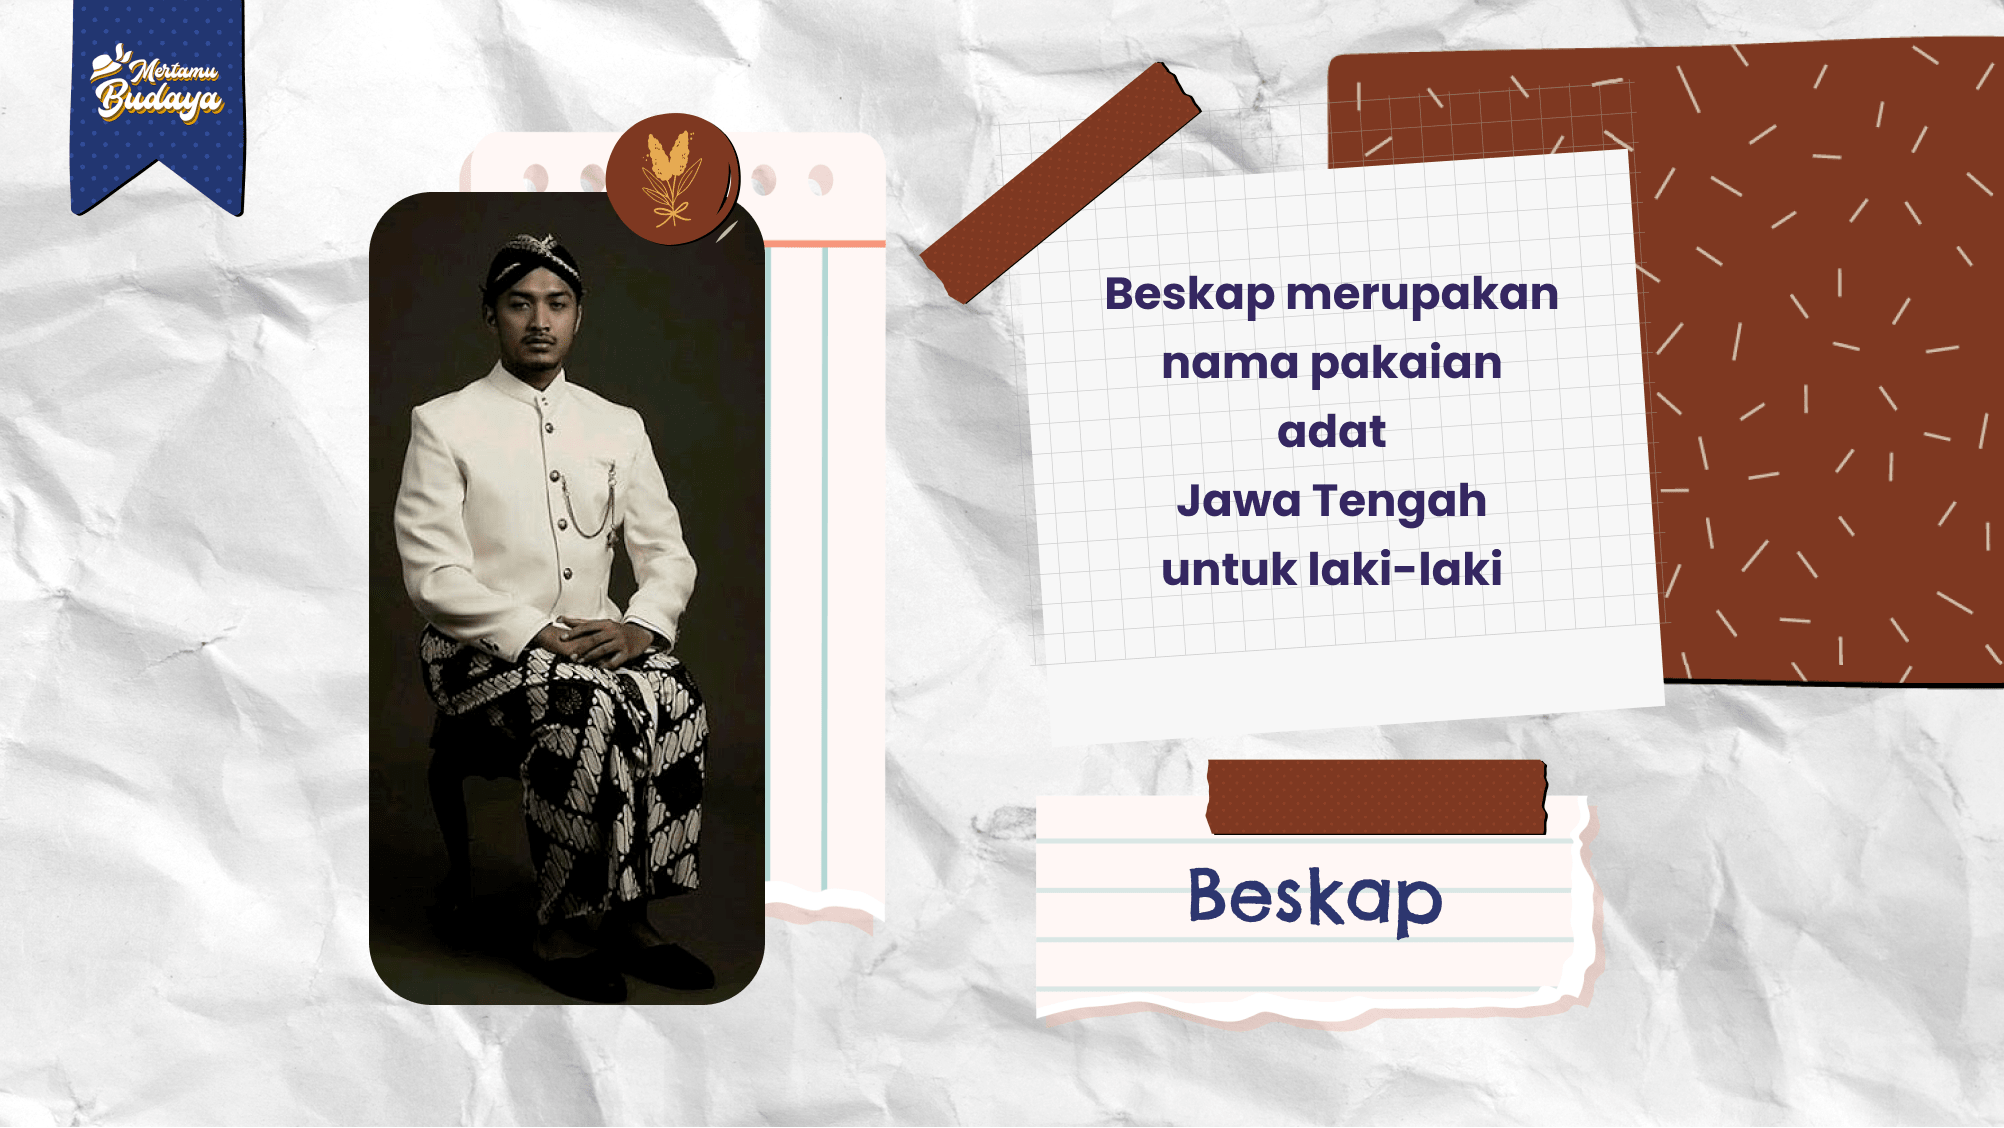 Mertamu
Budaya
Beskap merupakan
nama pakaian
adat
Jawa Tengah
untuk laki-laki
Beskap